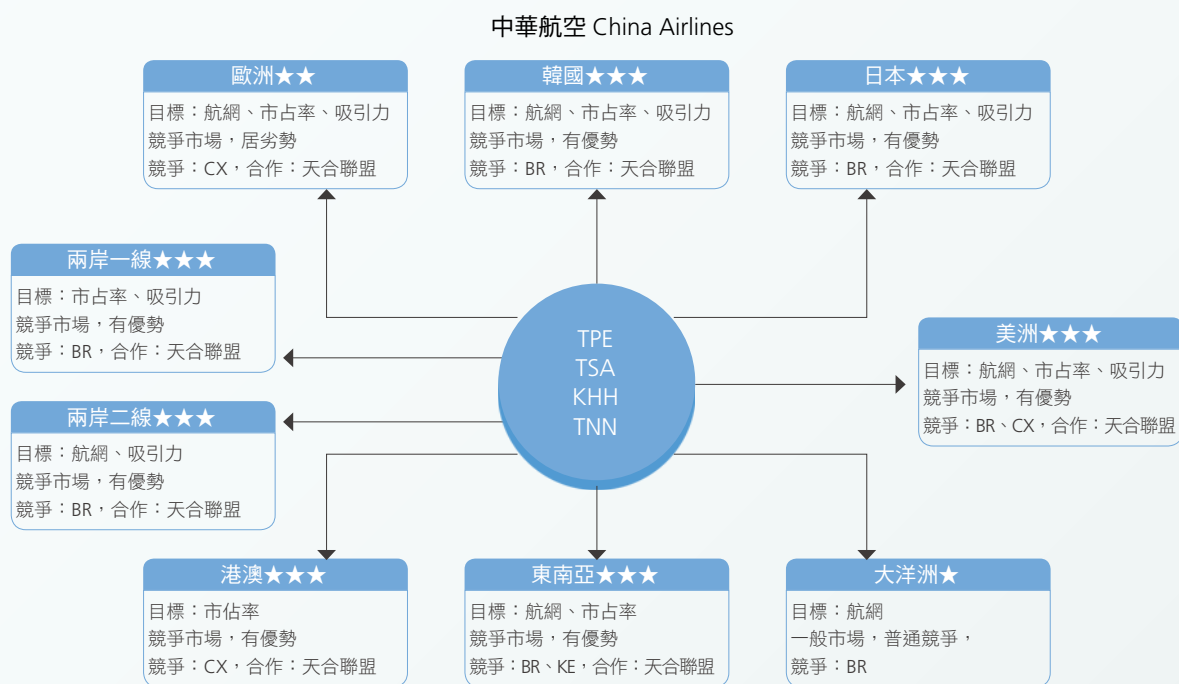 中華航空 China Airlines
歐洲★★
目標：航網、市占率、吸引力
競爭市場，居劣勢
競爭：CX，合作：天合聯盟
韓國★★★
目標：航網、市占率、吸引力
競爭市場，有優勢
競爭：BR，合作：天合聯盟
日本★★★
目標：航網、市占率、吸引力
競爭市場，有優勢
競爭：BR，合作：天合聯盟
兩岸一線★★★
目標：市占率、吸引力
競爭市場，有優勢
競爭：BR，合作：天合聯盟
TPE
TSA
KHH
TNN
美洲★★★
目標：航網、市占率、吸引力
競爭市場，有優勢
競爭：BR、CX，合作：天合聯盟
兩岸二線★★★
目標：航網、吸引力
競爭市場，有優勢
競爭：BR，合作：天合聯盟
港澳★★★
目標：市佔率
競爭市場，有優勢
競爭：CX，合作：天合聯盟
東南亞★★★
目標：航網、市占率
競爭市場，有優勢
競爭：BR、KE，合作：天合聯盟
大洋洲★
目標：航網
一般市場，普通競爭，
競爭：BR